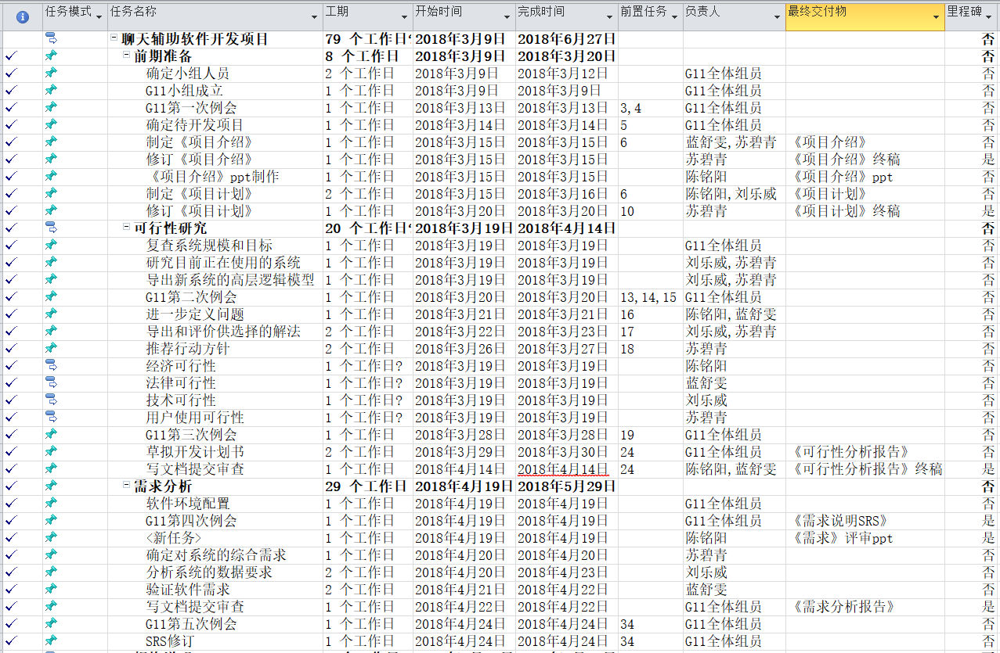 任务模式 任务名称 工期 开始时间 完成时间 前置任务 负责人 最终交付物 里程碑
聊天辅助软件开发项目 79 个工作日? 2018年3月9日 2018年6月27日 否
前期准备 8 个工作日 2018年3月9日 2018年3月20日 否
确定小组人员 2 个工作日 2018年3月9日 2018年3月12日 G11全体组员 否
G11小组成立 1 个工作日 2018年3月9日 2018年3月9日 G11全体组员 否
G11第一次例会 1 个工作日 2018年3月13日 2018年3月13日 3,4 G11全体组员 否
确定待开发项目 1 个工作日 2018年3月14日 2018年3月14日 5 G11全体组员 否
制定《项目介绍》 1 个工作日 2018年3月15日 2018年3月15日 6 蓝舒雯,苏碧青 《项目介绍》 否
修订《项目介绍》 1 个工作日 2018年3月15日 2018年3月15日 苏碧青 《项目介绍》终稿 是
《项目介绍》ppt制作 1 个工作日 2018年3月15日 2018年3月15日 陈铭阳 《项目介绍》ppt 否
制定《项目计划》 2 个工作日 2018年3月15日 2018年3月16日 6 陈铭阳,刘乐威 《项目计划》 否
修订《项目计划》 1 个工作日 2018年3月20日 2018年3月20日 10 苏碧青 《项目计划》终稿 是
可行性研究 20 个工作日? 2018年3月19日 2018年4月14日 否
复查系统规模和目标 1 个工作日 2018年3月19日 2018年3月19日 G11全体组员 否
研究目前正在使用的系统 1 个工作日 2018年3月19日 2018年3月19日 刘乐威,苏碧青 否
导出新系统的高层逻辑模型 1 个工作日 2018年3月19日 2018年3月19日 刘乐威,苏碧青 否
G11第二次例会 1 个工作日 2018年3月20日 2018年3月20日 13,14,15 G11全体组员 否
进一步定义问题 1 个工作日 2018年3月21日 2018年3月21日 16 陈铭阳,蓝舒雯 否
导出和评价供选择的解法 2 个工作日 2018年3月22日 2018年3月23日 17 刘乐威,苏碧青 否
推荐行动方针 2 个工作日 2018年3月26日 2018年3月27日 18 苏碧青 否
经济可行性 1 个工作日? 2018年3月19日 2018年3月19日 陈铭阳 否
法律可行性 1 个工作日? 2018年3月19日 2018年3月19日 蓝舒雯 否
技术可行性 1 个工作日? 2018年3月19日 2018年3月19日 刘乐威 否
用户使用可行性 1 个工作日? 2018年3月19日 2018年3月19日 苏碧青 否
G11第三次例会 1 个工作日 2018年3月28日 2018年3月28日 19 G11全体组员 否
草拟开发计划书 2 个工作日 2018年3月29日 2018年3月30日 24 G11全体组员 《可行性分析报告》 否
写文档提交审查 1 个工作日 2018年4月14日 2018年4月14日 24 陈铭阳,蓝舒雯 《可行性分析报告》终稿 是
需求分析 29 个工作日 2018年4月19日 2018年5月29日 否
软件环境配置 1 个工作日 2018年4月19日 2018年4月19日 G11全体组员 否
G11第四次例会 1 个工作日 2018年4月19日 2018年4月19日 G11全体组员 《需求说明SRS》 是
<新任务> 1 个工作日 2018年4月19日 2018年4月19日 陈铭阳 《需求》评审ppt 是
确定对系统的综合需求 1 个工作日 2018年4月20日 2018年4月20日 苏碧青 否
分析系统的数据要求 2 个工作日 2018年4月20日 2018年4月23日 刘乐威 否
验证软件需求 2 个工作日 2018年4月21日 2018年4月22日 蓝舒雯 否
写文档提交审查 1 个工作日 2018年4月22日 2018年4月22日 G11全体组员 《需求分析报告》 是
G11第五次例会 1 个工作日 2018年4月24日 2018年4月24日 34 G11全体组员 否
SRS修订 1 个工作日 2018年4月24日 2018年4月24日 34 G11全体组员 否